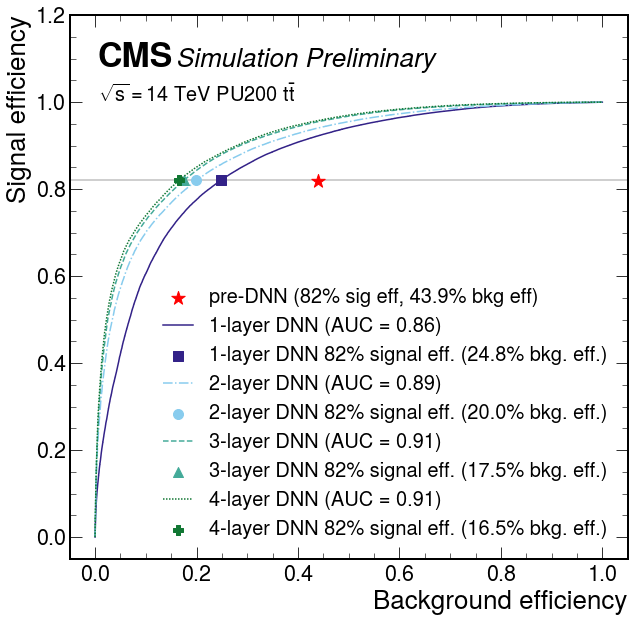 CMS Simulation Preliminary
√s = 14 TeV PU200 tt̄
Signal efficiency
1.2
1.0
0.8
0.6
0.4
0.2
0.0
pre-DNN (82% sig eff, 43.9% bkg eff)
1-layer DNN (AUC = 0.86)
1-layer DNN 82% signal eff. (24.8% bkg. eff.)
2-layer DNN (AUC = 0.89)
2-layer DNN 82% signal eff. (20.0% bkg. eff.)
3-layer DNN (AUC = 0.91)
3-layer DNN 82% signal eff. (17.5% bkg. eff.)
4-layer DNN (AUC = 0.91)
4-layer DNN 82% signal eff. (16.5% bkg. eff.)
0.0 0.2 0.4 0.6 0.8 1.0
Background efficiency